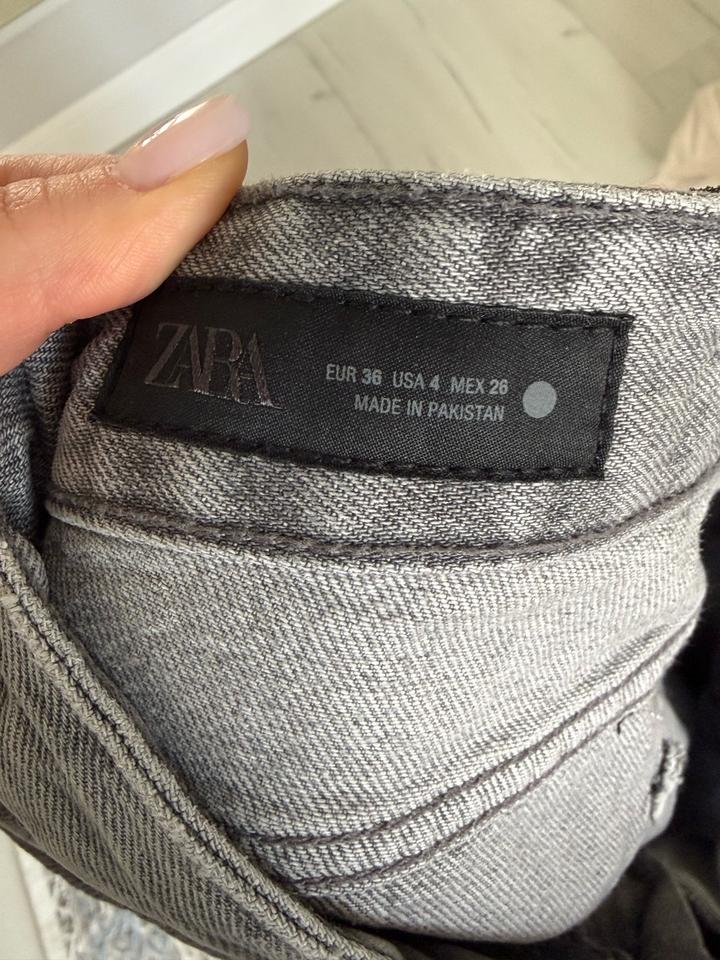 ZARA
EUR 36 USA 4 MEX 26
MADE IN PAKISTAN